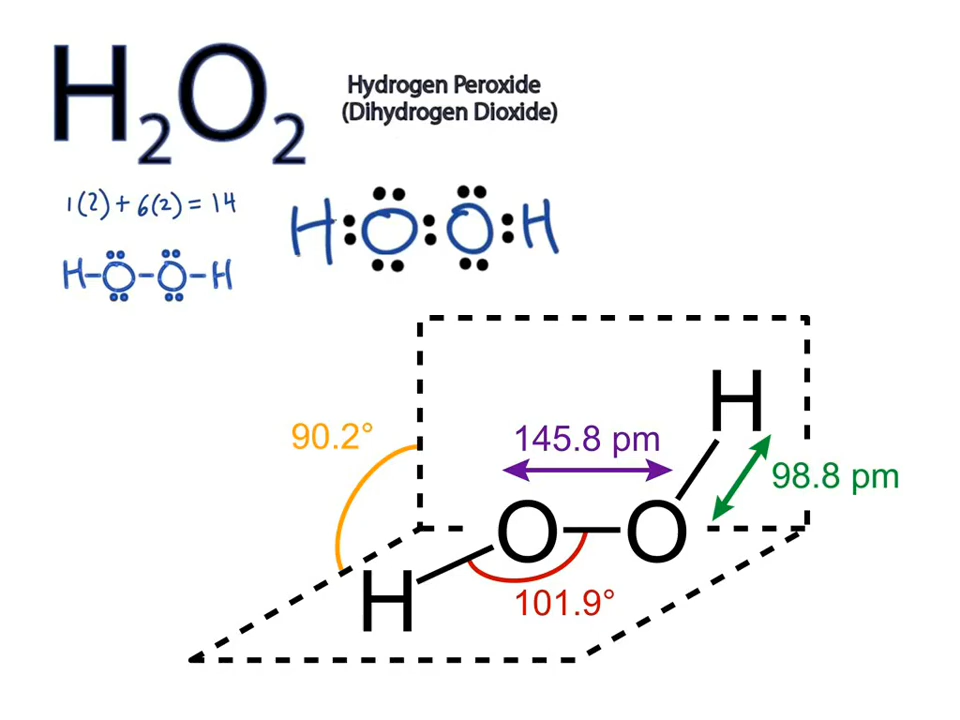 H₂O₂
Hydrogen Peroxide
(Dihydrogen Dioxide)
1(2)+6(2)=14
H:O:O:H
H-O-O-H
H
90.2°
145.8 pm
98.8 pm
O—O
H
101.9°